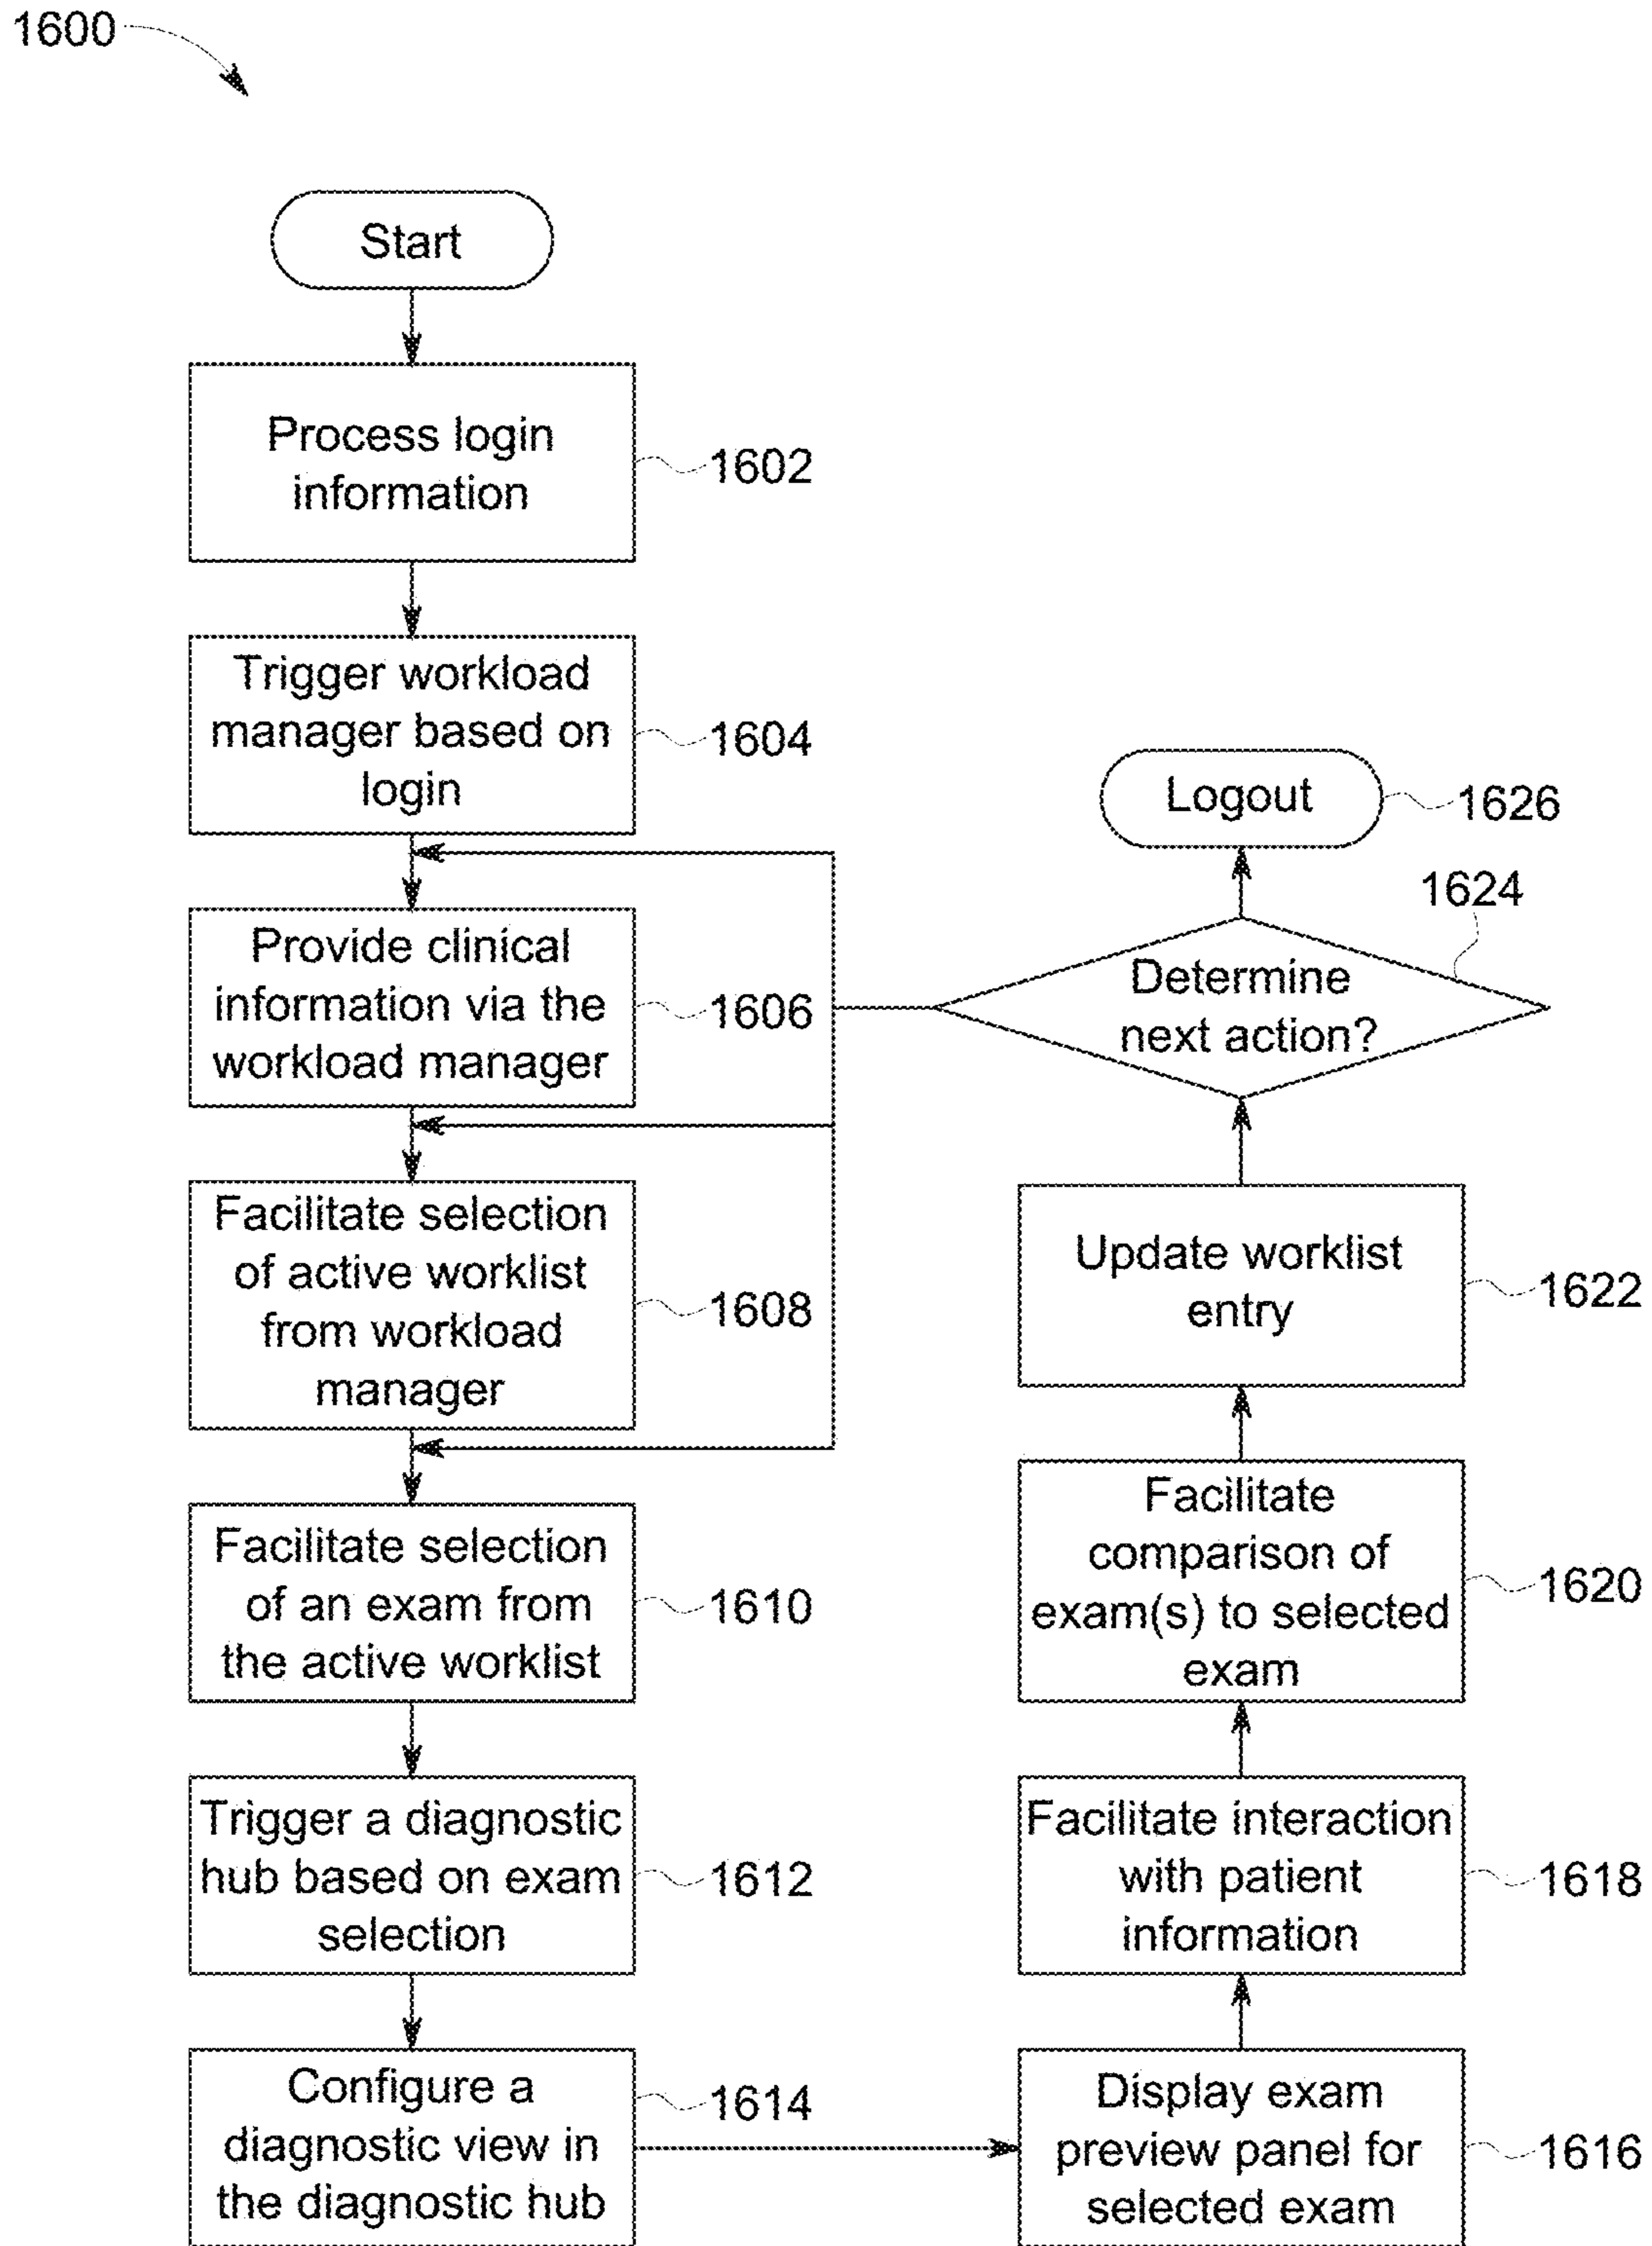 1600
Start
Process login
information
1602
Trigger workload
manager based on
login
1604
Provide clinical
information via the
workload manager
1606
Facilitate selection
of active worklist
from workload
manager
1608
Facilitate selection
of an exam from
the active worklist
1610
Trigger a diagnostic
hub based on exam
selection
1612
Configure a
diagnostic view in
the diagnostic hub
1614
Display exam
preview panel for
selected exam
1616
Facilitate interaction
with patient
information
1618
Facilitate
comparison of
exam(s) to selected
exam
1620
Update worklist
entry
1622
Determine
next action?
1624
Logout
1626